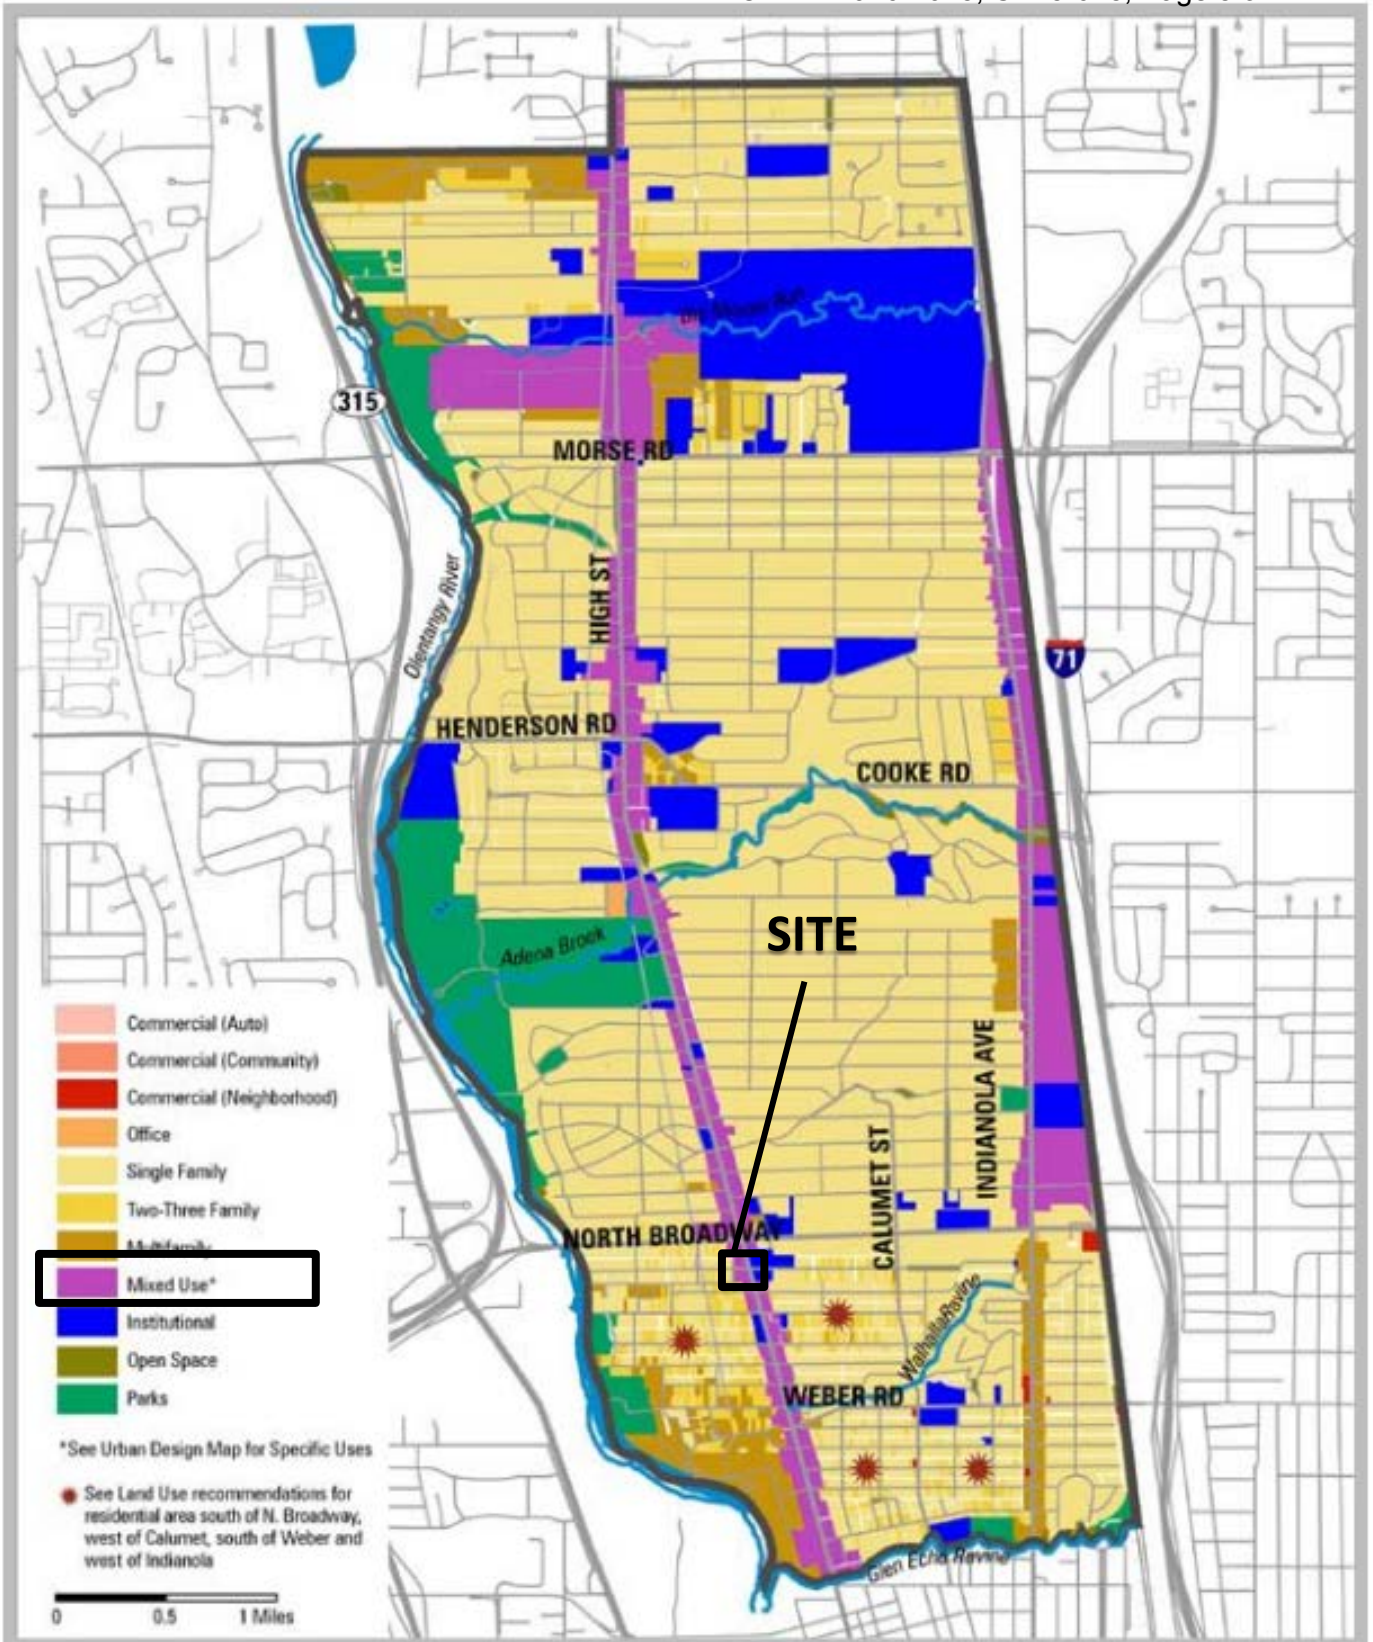 Big Run
315
MORSE RD
HIGH ST
Olentangy River
71
HENDERSON RD
COOKE RD
SITE
Adena Brook
Commercial (Auto)
Commercial (Community)
Commercial (Neighborhood)
Office
Single Family
Two-Three Family
Multifamily
Mixed Use*
Institutional
Open Space
Parks
INDIANOLA AVE
CALUMET ST
NORTH BROADWAY
Walhalla Ravine
WEBER RD
Glen Echo Ravine
*See Urban Design Map for Specific Uses
See Land Use recommendations for
residential area south of N. Broadway,
west of Calumet, south of Weber and
west of Indianola
0 0.5 1 Miles